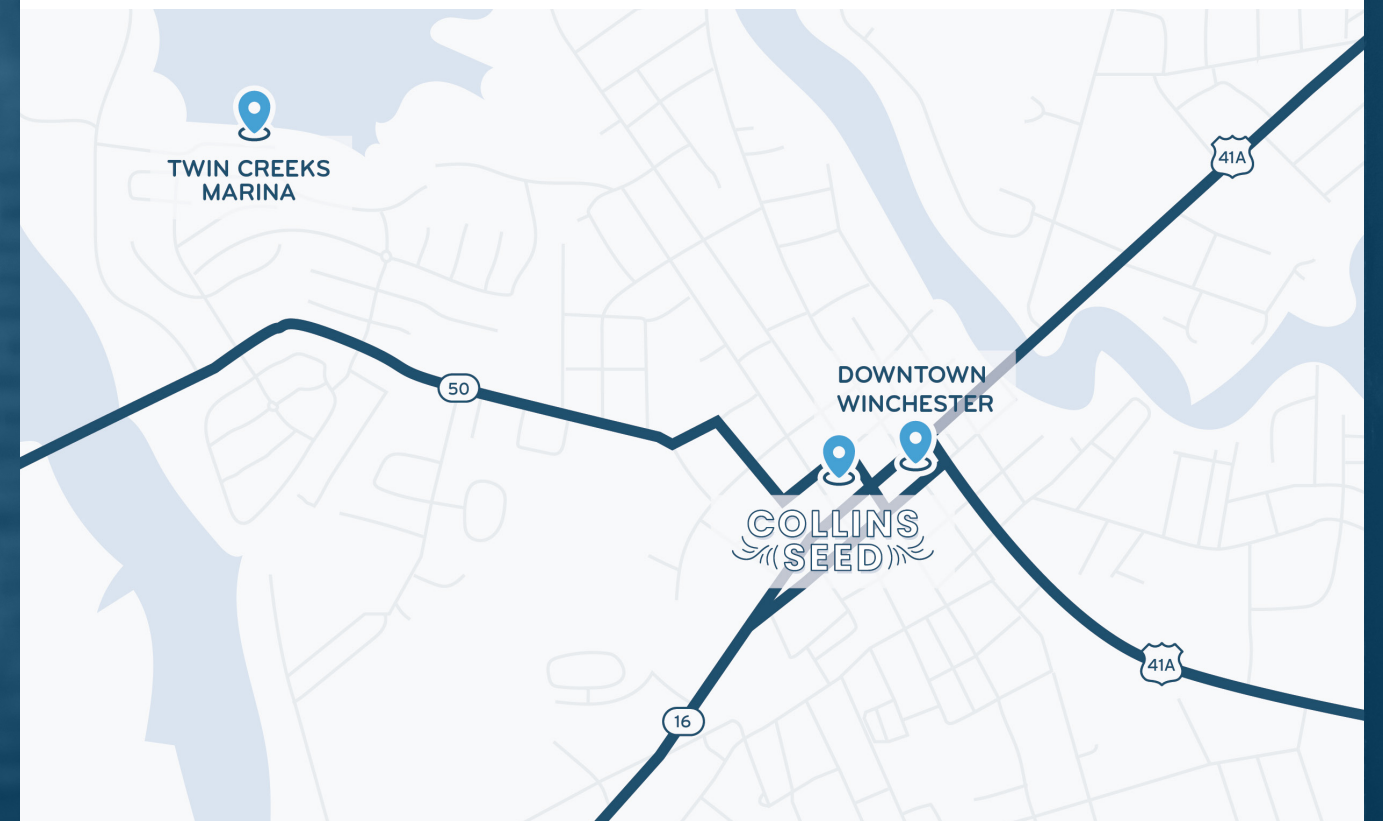 TWIN CREEKS
MARINA
41A
50
DOWNTOWN
WINCHESTER
COLLINS
SEED
41A
16